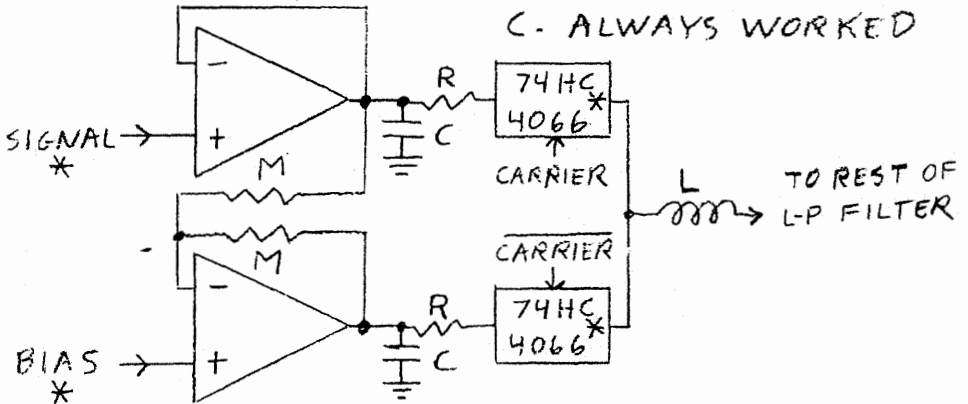 C. ALWAYS WORKED
R
74HC*
4066
-
+
C
SIGNAL
*
M
CARRIER
L
TO REST OF
L-P FILTER
M
CARRIER
-
R
74HC*
4066
+
C
BIAS
*